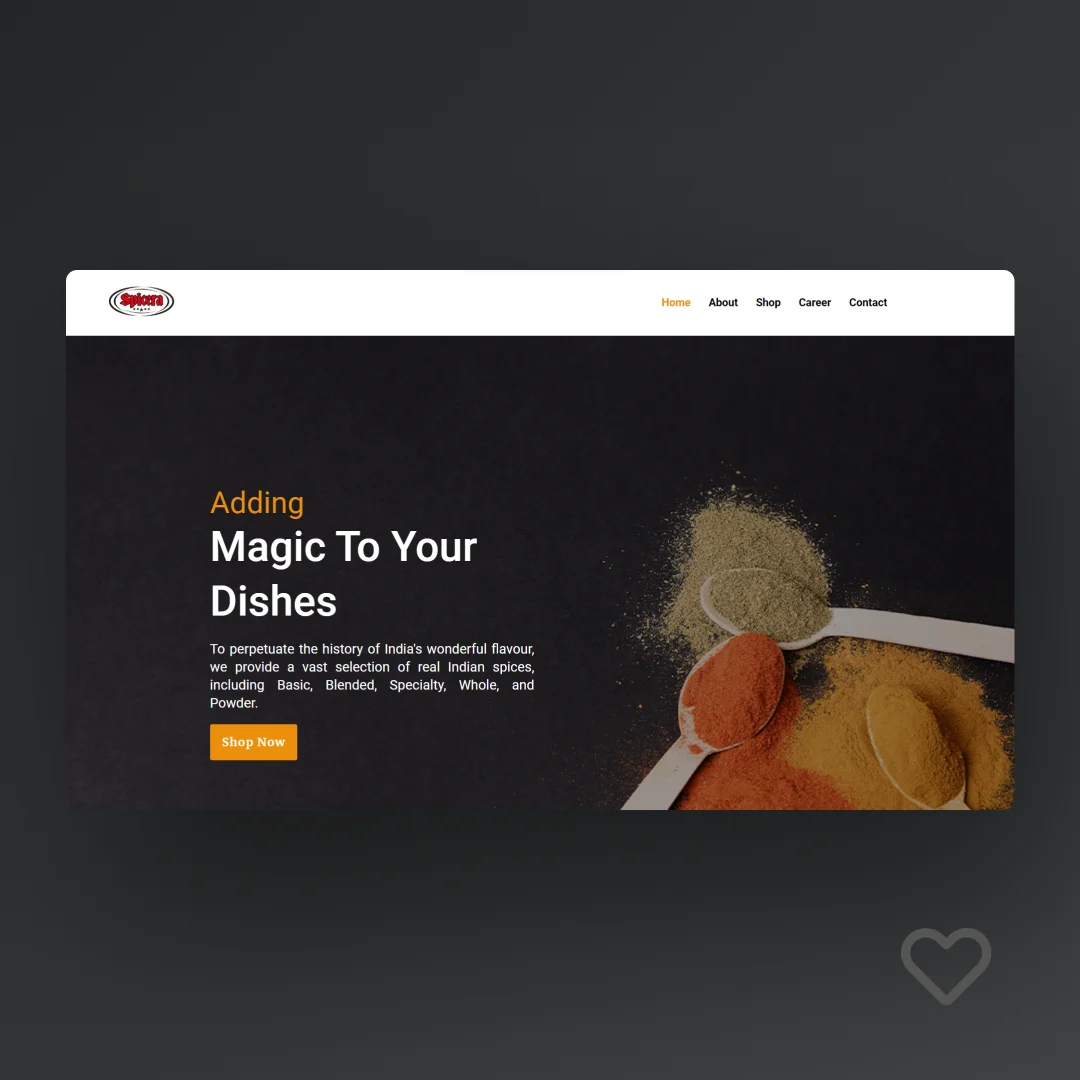 Spicera
Home About Shop Career Contact
Adding
Magic To Your
Dishes
To perpetuate the history of India's wonderful flavour,
we provide a vast selection of real Indian spices,
including Basic, Blended, Specialty, Whole, and
Powder.
Shop Now